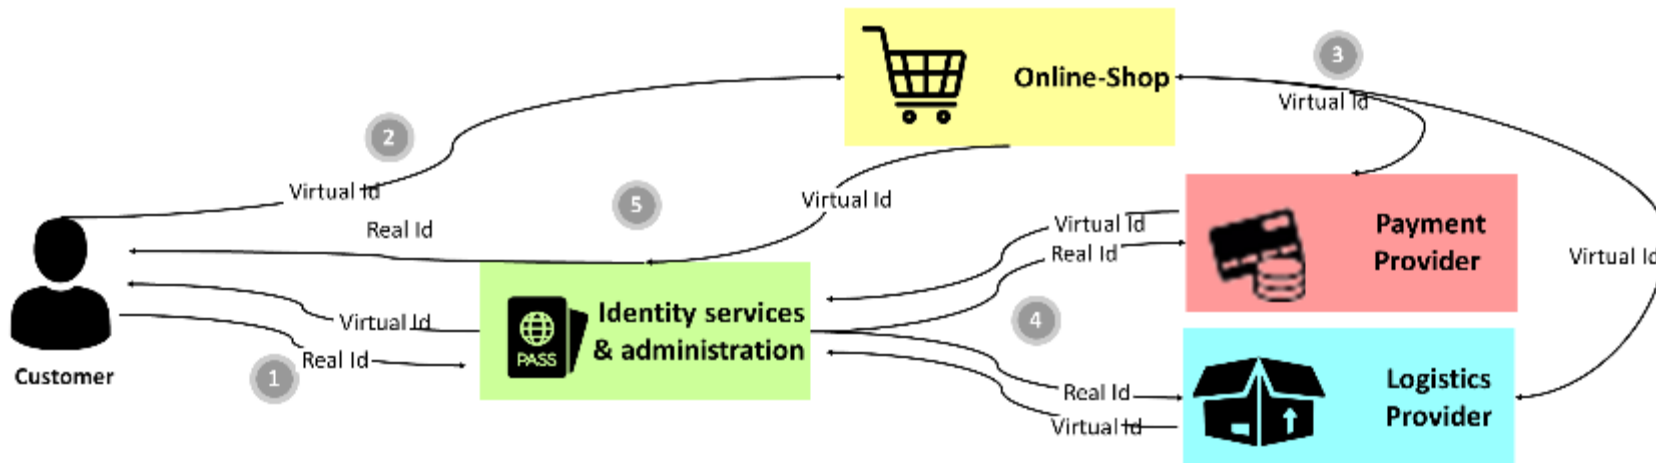 3
Online-Shop
Virtual Id
2
Virtual Id
5
Virtual Id
Real Id
Payment
Provider
Virtual Id
Real Id
Virtual Id
Identity services
& administration
PASS
4
Virtual Id
Real Id
1
Customer
Real Id
Virtual Id
Logistics
Provider